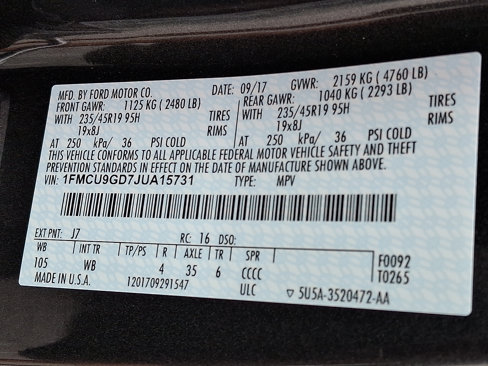 MFD. BY FORD MOTOR CO. DATE: 09/17 GVWR: 2159 KG ( 4760 LB)
FRONT GAWR: 1125 KG ( 2480 LB) REAR GAWR: 1040 KG ( 2293 LB)
WITH 235/45R19 95H TIRES WITH 235/45R19 95H TIRES
19x8J RIMS 19x8J RIMS
AT 250 kPa/ 36 PSI COLD AT 250 kPa/ 36 PSI COLD
THIS VEHICLE CONFORMS TO ALL APPLICABLE FEDERAL MOTOR VEHICLE SAFETY AND THEFT
PREVENTION STANDARDS IN EFFECT ON THE DATE OF MANUFACTURE SHOWN ABOVE.
VIN: 1FMCU9GD7JUA15731 TYPE: MPV
EXT PNT: J7 RC: 16 DSO:
WB INT TR TP/PS R AXLE TR SPR F0092
105 WB 4 35 6 CCCC T0265
MADE IN U.S.A. 1201709291547 ULC ▽ 5U5A-3520472-AA